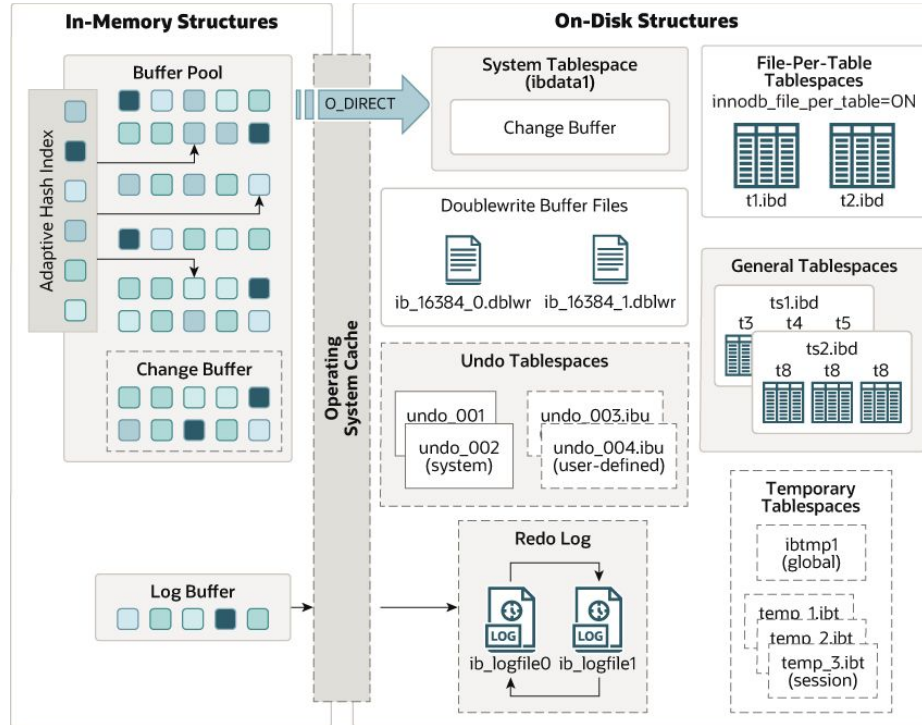 In-Memory Structures
Buffer Pool
Adaptive Hash Index
Change Buffer
Log Buffer
Operating
System Cache
On-Disk Structures
O_DIRECT
System Tablespace
(ibdata1)
Change Buffer
File-Per-Table
Tablespaces
innodb_file_per_table=ON
t1.ibd
t2.ibd
Doublewrite Buffer Files
ib_16384_0.dblwr
ib_16384_1.dblwr
General Tablespaces
ts1.ibd
t3 t4 t5
ts2.ibd
t8 t8 t8
Undo Tablespaces
undo_001
undo_002
(system)
undo_003.ibu
undo_004.ibu
(user-defined)
Temporary
Tablespaces
ibtmp1
(global)
temp_1.ibt
temp_2.ibt
temp_3.ibt
(session)
Redo Log
LOG
LOG
ib_logfile0
ib_logfile1